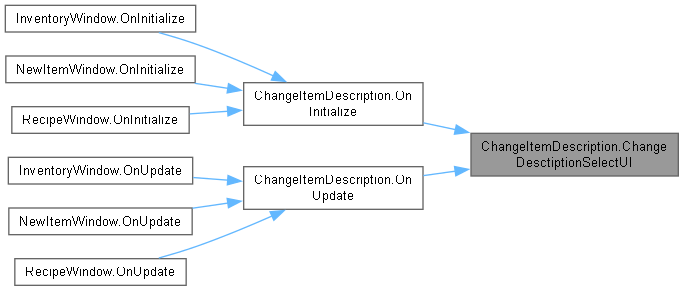 InventoryWindow.OnInitialize
NewItemWindow.OnInitialize
RecipeWindow.OnInitialize
ChangeItemDescription.On
Initialize
ChangeItemDescription.Change
DesctiptionSelectUI
InventoryWindow.OnUpdate
ChangeItemDescription.On
Update
NewItemWindow.OnUpdate
RecipeWindow.OnUpdate